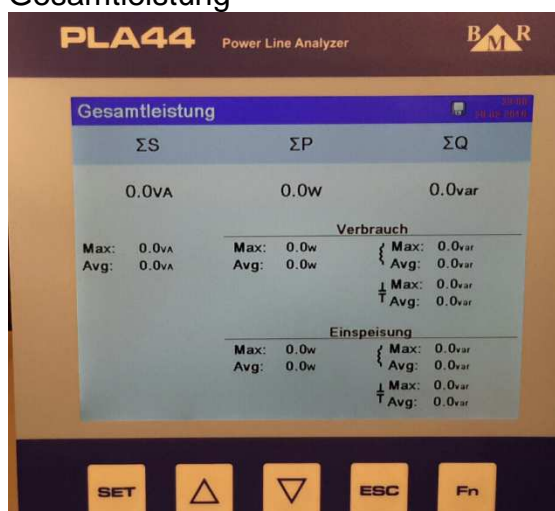 Gesamtleistung
PLA44 Power Line Analyzer BMR
Gesamtleistung
ΣS ΣP ΣQ
0.0VA 0.0W 0.0var
Verbrauch
Max: 0.0VA Max: 0.0W Max: 0.0var
Avg: 0.0VA Avg: 0.0W Avg: 0.0var
Max: 0.0var
Avg: 0.0var
Einspeisung
Max: 0.0W Max: 0.0var
Avg: 0.0W Avg: 0.0var
Max: 0.0var
Avg: 0.0var
SET ESC Fn